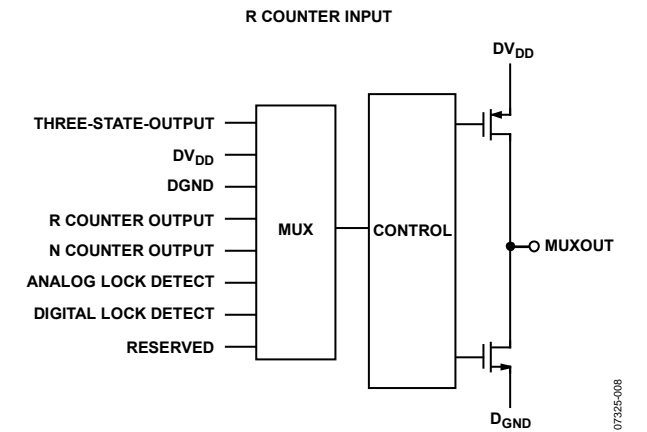 R COUNTER INPUT
DVDD
THREE-STATE-OUTPUT
DVDD
DGND
R COUNTER OUTPUT
N COUNTER OUTPUT
ANALOG LOCK DETECT
DIGITAL LOCK DETECT
RESERVED
MUX
CONTROL
MUXOUT
DGND
07325-008